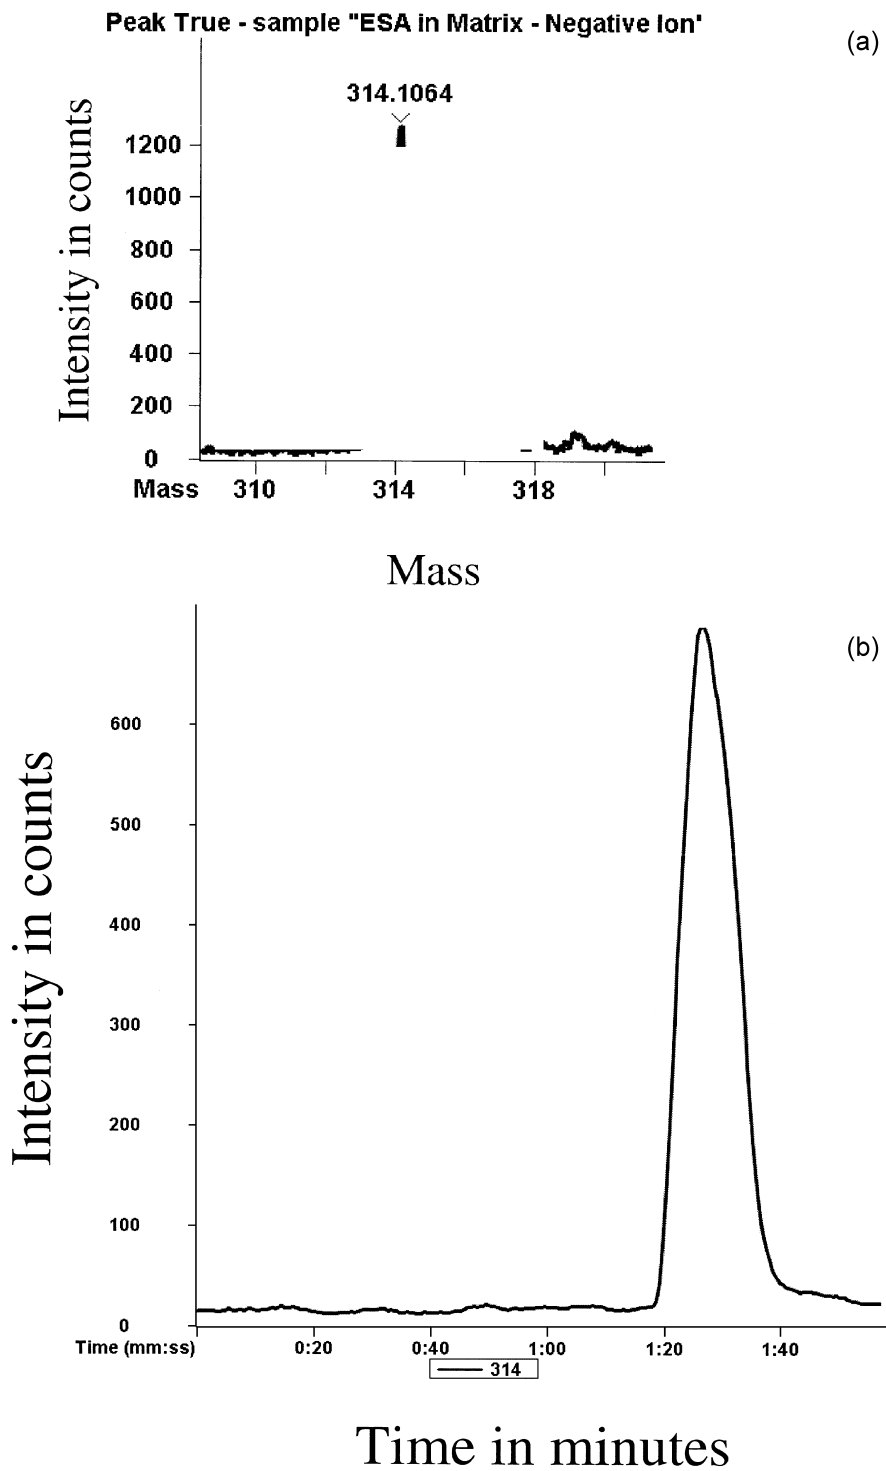 Peak True - sample "ESA in Matrix - Negative Ion'
(a)
314.1064
Intensity in counts
1200
1000
800
600
400
200
0
Mass 310 314 318
Mass
(b)
Intensity in counts
600
500
400
300
200
100
0
Time (mm:ss) 0:20 0:40 1:00 1:20 1:40
314
Time in minutes